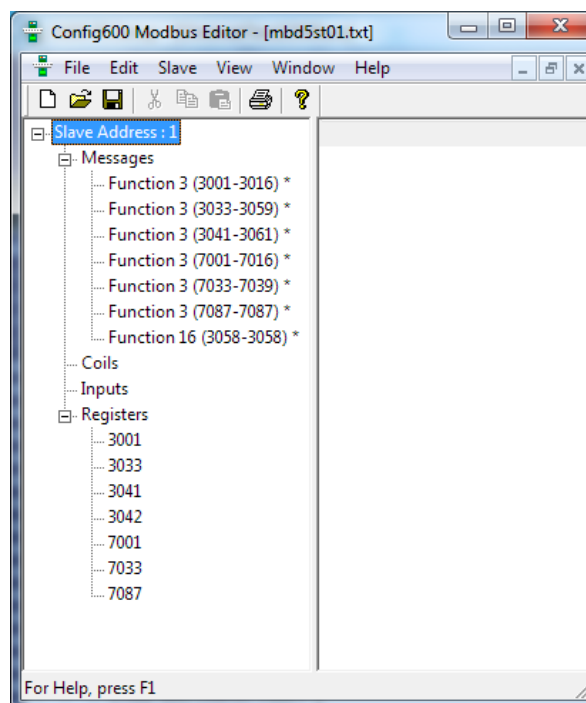 Config600 Modbus Editor - [mbd5st01.txt]
File Edit Slave View Window Help
Slave Address : 1
Messages
Function 3 (3001-3016) *
Function 3 (3033-3059) *
Function 3 (3041-3061) *
Function 3 (7001-7016) *
Function 3 (7033-7039) *
Function 3 (7087-7087) *
Function 16 (3058-3058) *
Coils
Inputs
Registers
3001
3033
3041
3042
7001
7033
7087
For Help, press F1